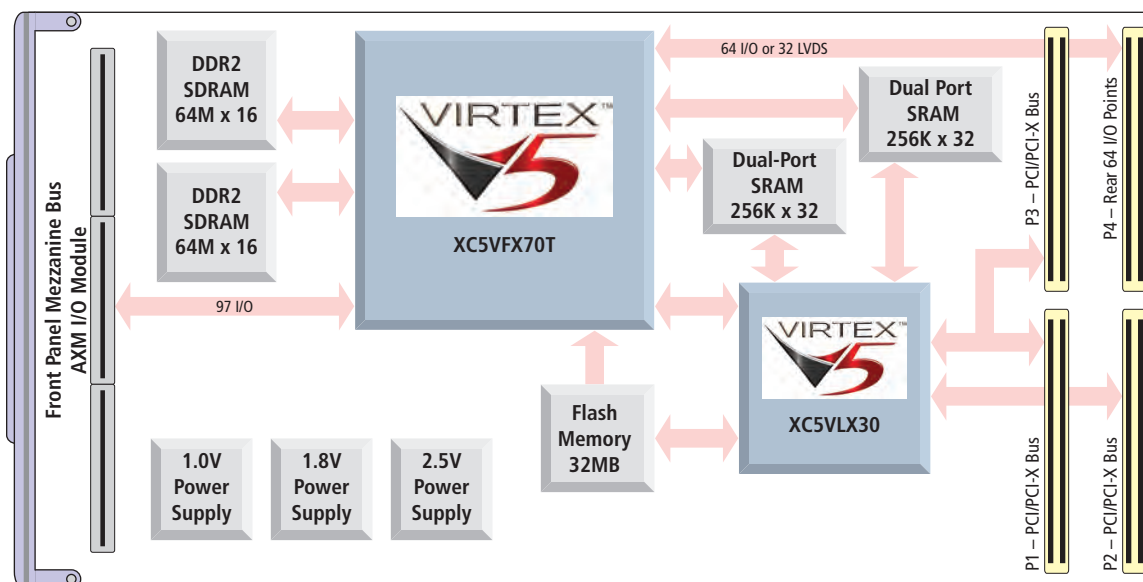 Front Panel Mezzanine Bus
AXM I/O Module
DDR2
SDRAM
64M x 16
DDR2
SDRAM
64M x 16
97 I/O
VIRTEX™
5
XC5VFX70T
64 I/O or 32 LVDS
Dual Port
SRAM
256K x 32
Dual-Port
SRAM
256K x 32
P3 – PCI/PCI-X Bus
P4 – Rear 64 I/O Points
VIRTEX™
5
XC5VLX30
Flash
Memory
32MB
1.0V
Power
Supply
1.8V
Power
Supply
2.5V
Power
Supply
P1 – PCI/PCI-X Bus
P2 – PCI/PCI-X Bus